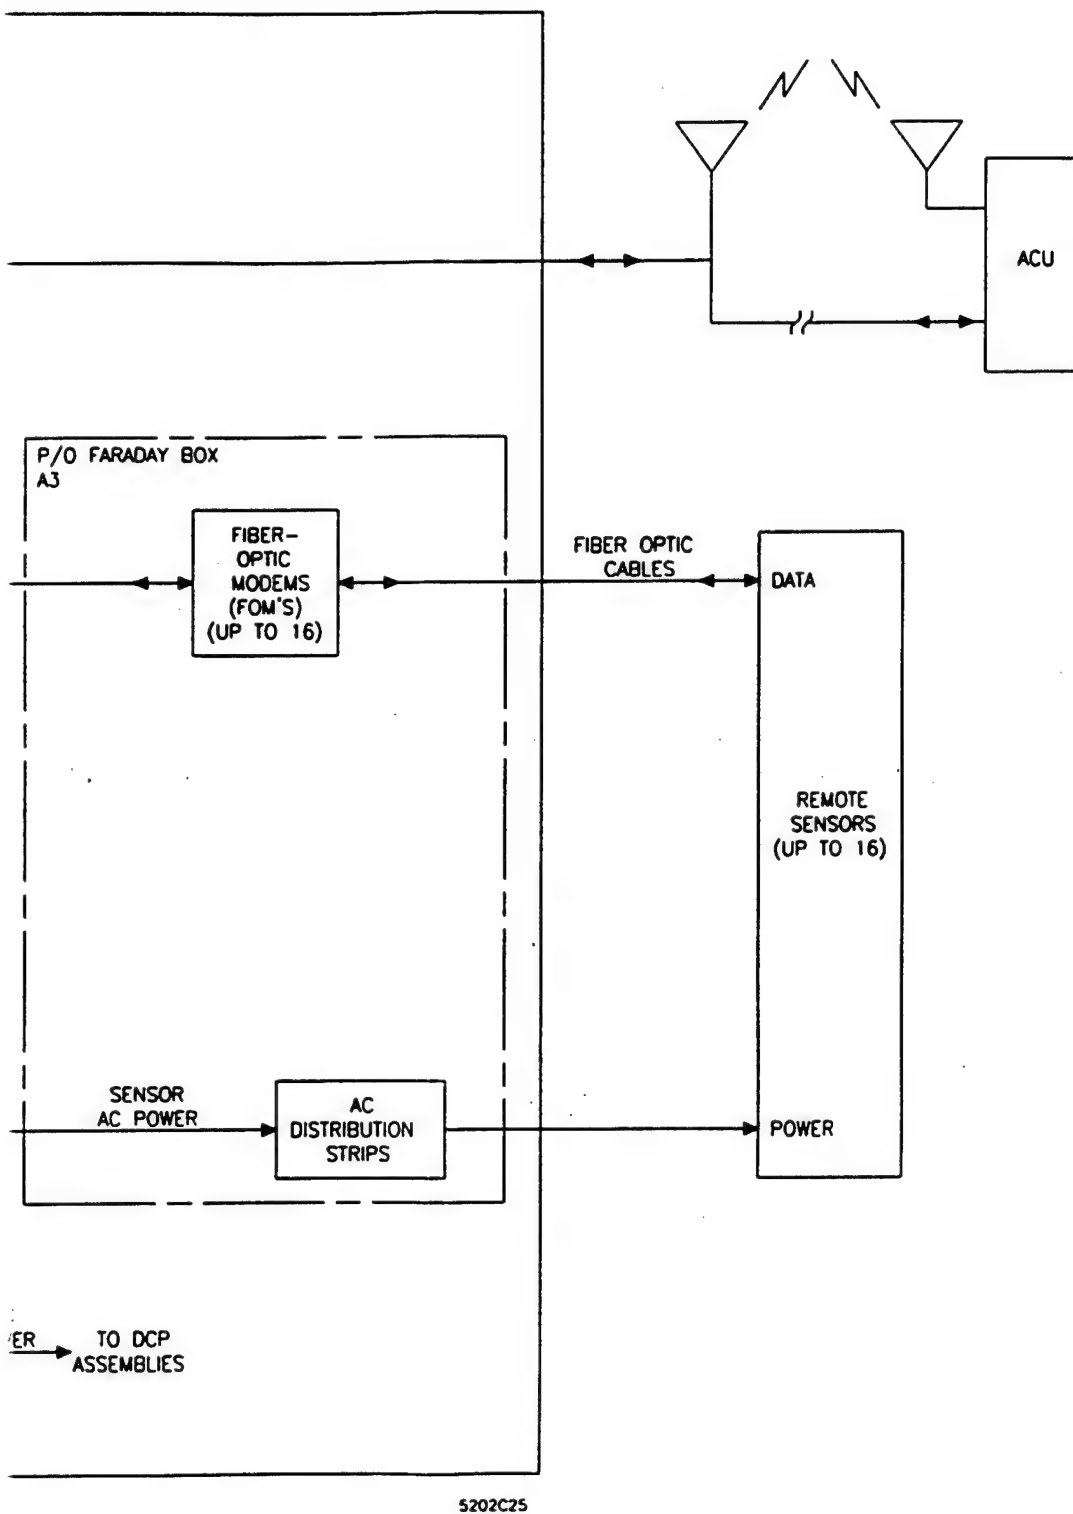 ACU
P/O FARADAY BOX
A3
FIBER-
OPTIC
MODEMS
(FOM'S)
(UP TO 16)
FIBER OPTIC
CABLES
DATA
REMOTE
SENSORS
(UP TO 16)
SENSOR
AC POWER
AC
DISTRIBUTION
STRIPS
POWER
ER
TO DCP
ASSEMBLIES
5202C25